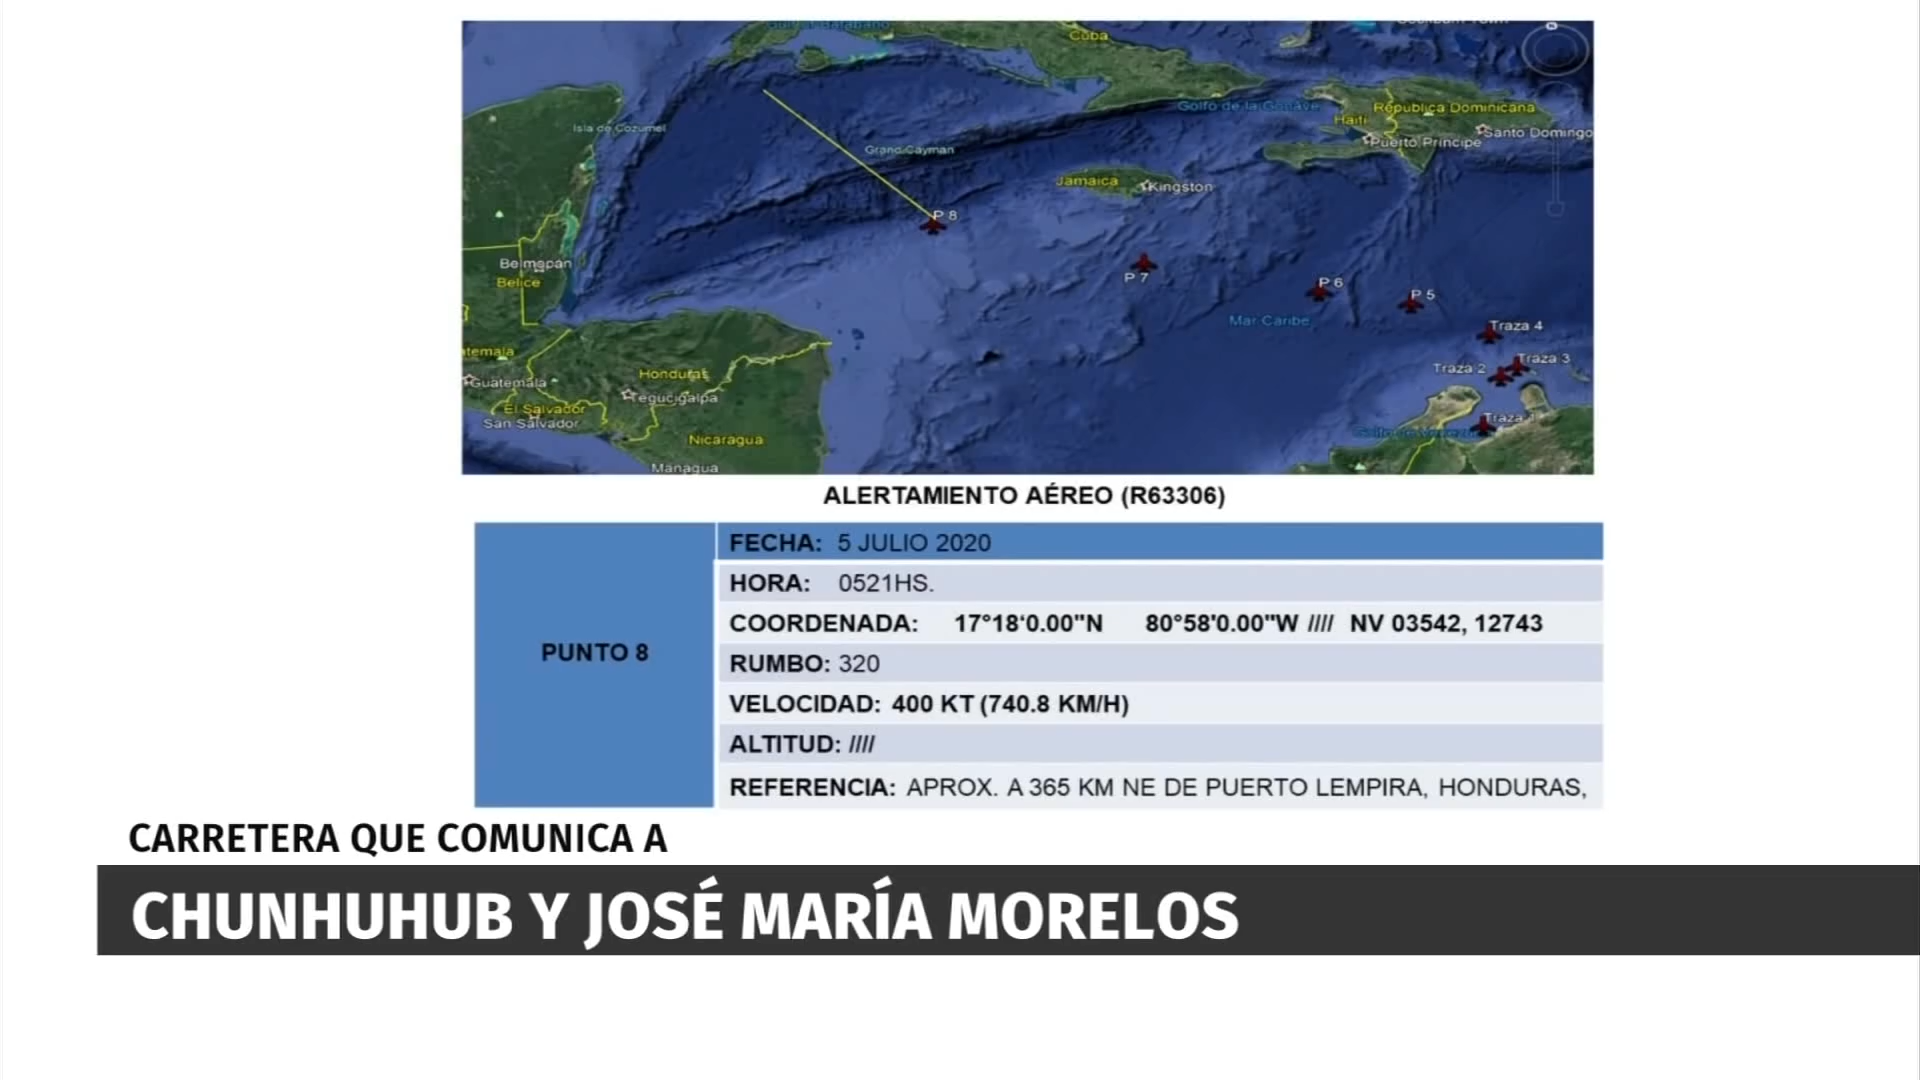 Cuba
Golfo de la Gonâve
República Dominicana
Haití
Isla de Cozumel
Santo Domingo
Puerto Príncipe
Grand Cayman
Jamaica
Kingston
P 8
Belmopán
P 7
Belice
P 6
P 5
Mar Caribe
Traza 4
Traza 3
Traza 2
Guatemala
Honduras
Tegucigalpa
El Salvador
San Salvador
Traza 1
Nicaragua
Managua
ALERTAMIENTO AÉREO (R63306)
PUNTO 8
FECHA: 5 JULIO 2020
HORA: 0521HS.
COORDENADA: 17°18'0.00"N 80°58'0.00"W //// NV 03542, 12743
RUMBO: 320
VELOCIDAD: 400 KT (740.8 KM/H)
ALTITUD: ////
REFERENCIA: APROX. A 365 KM NE DE PUERTO LEMPIRA, HONDURAS,
CARRETERA QUE COMUNICA A
CHUNHUHUB Y JOSÉ MARÍA MORELOS